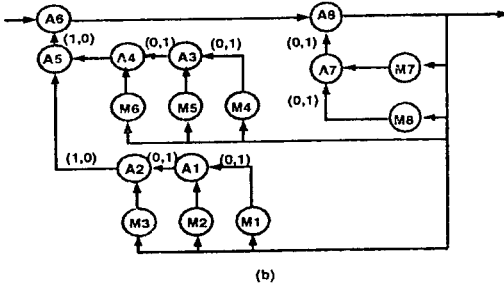 A6 A8
(1,0) (0,1) (0,1) (0,1)
A5 A4 A3 A7 M7
M6 M5 M4 (0,1) M8
(1,0) (0,1) (0,1)
A2 A1
M3 M2 M1
(b)